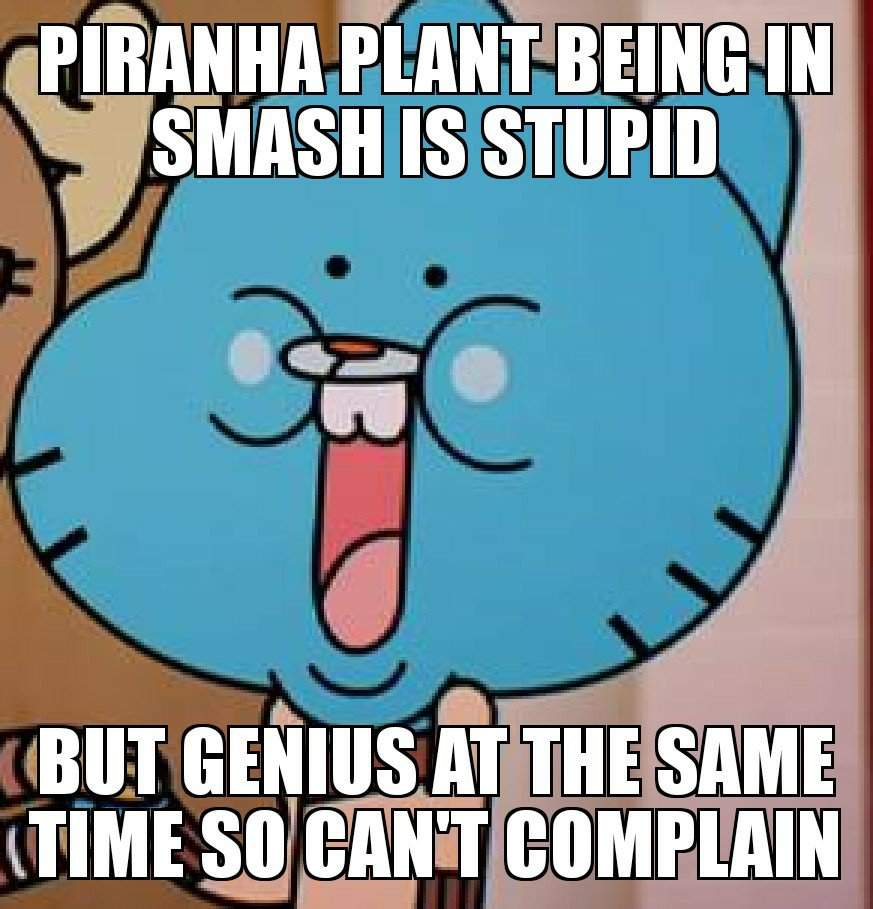 PIRANHA PLANT BEING IN
SMASH IS STUPID
BUT GENIUS AT THE SAME
TIME SO CAN'T COMPLAIN